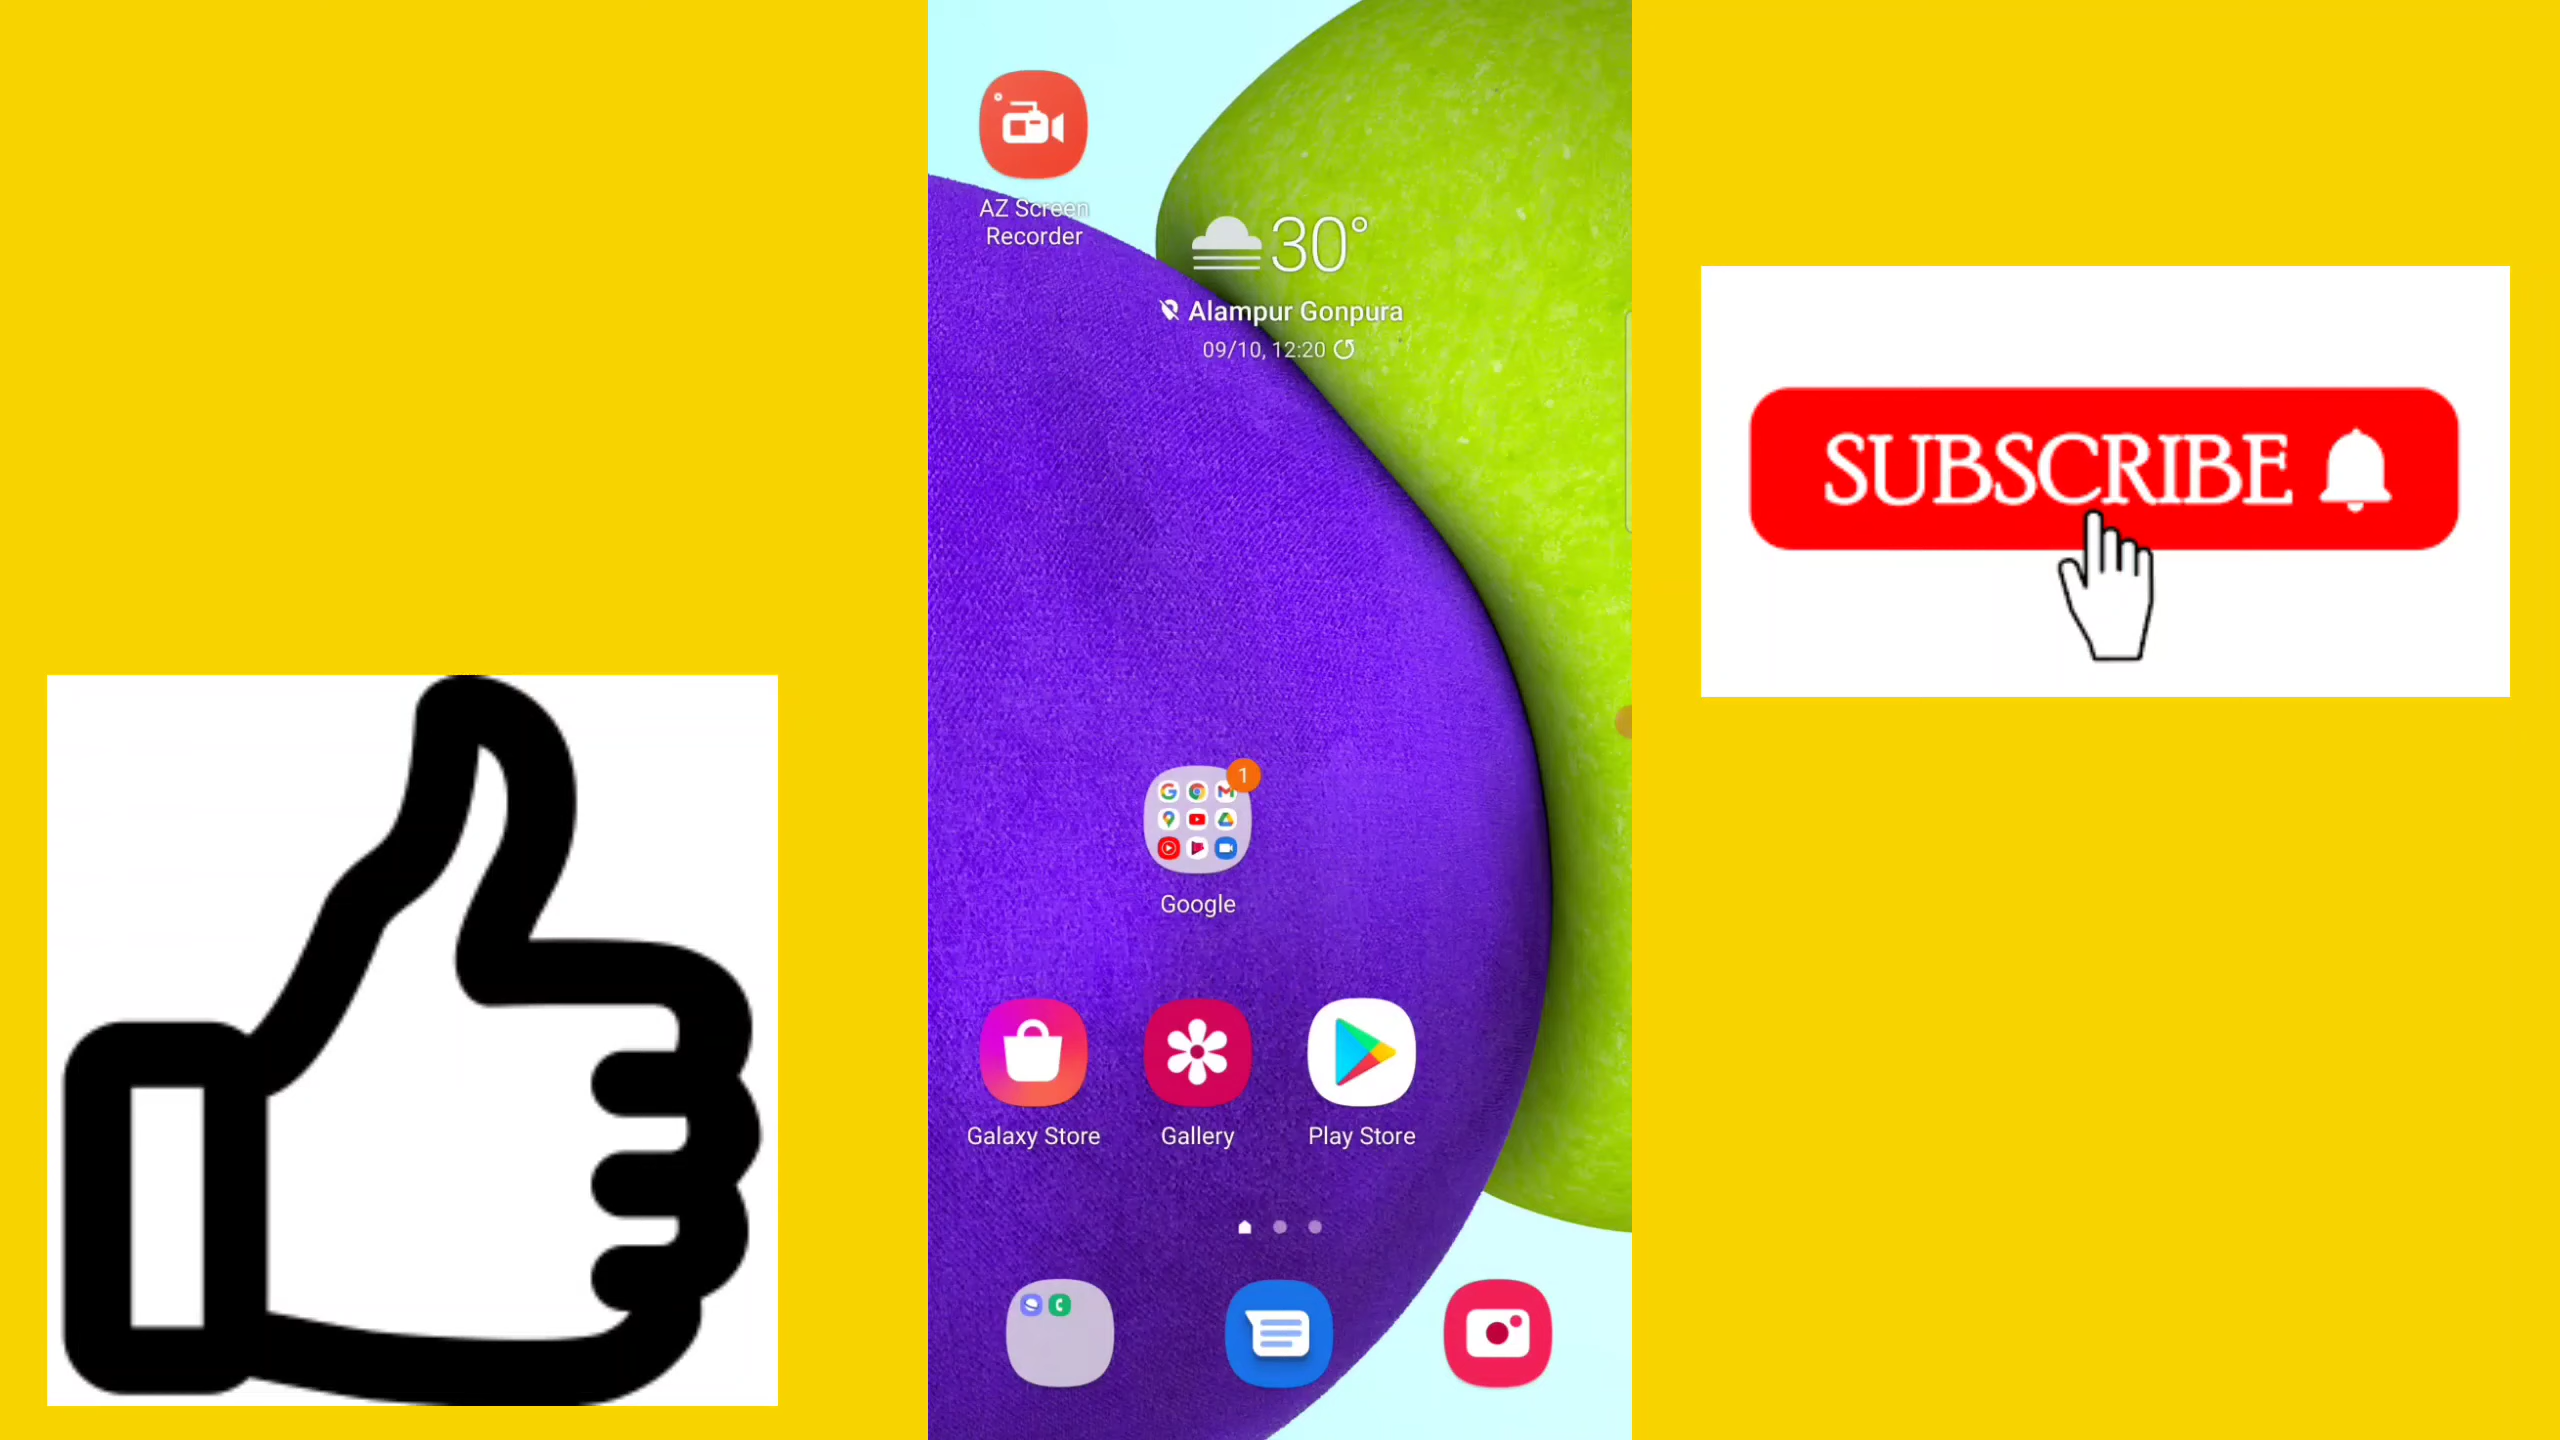 AZ Screen
Recorder
30°
Alampur Gonpura
09/10, 12:20
SUBSCRIBE
1
Google
Galaxy Store
Gallery
Play Store